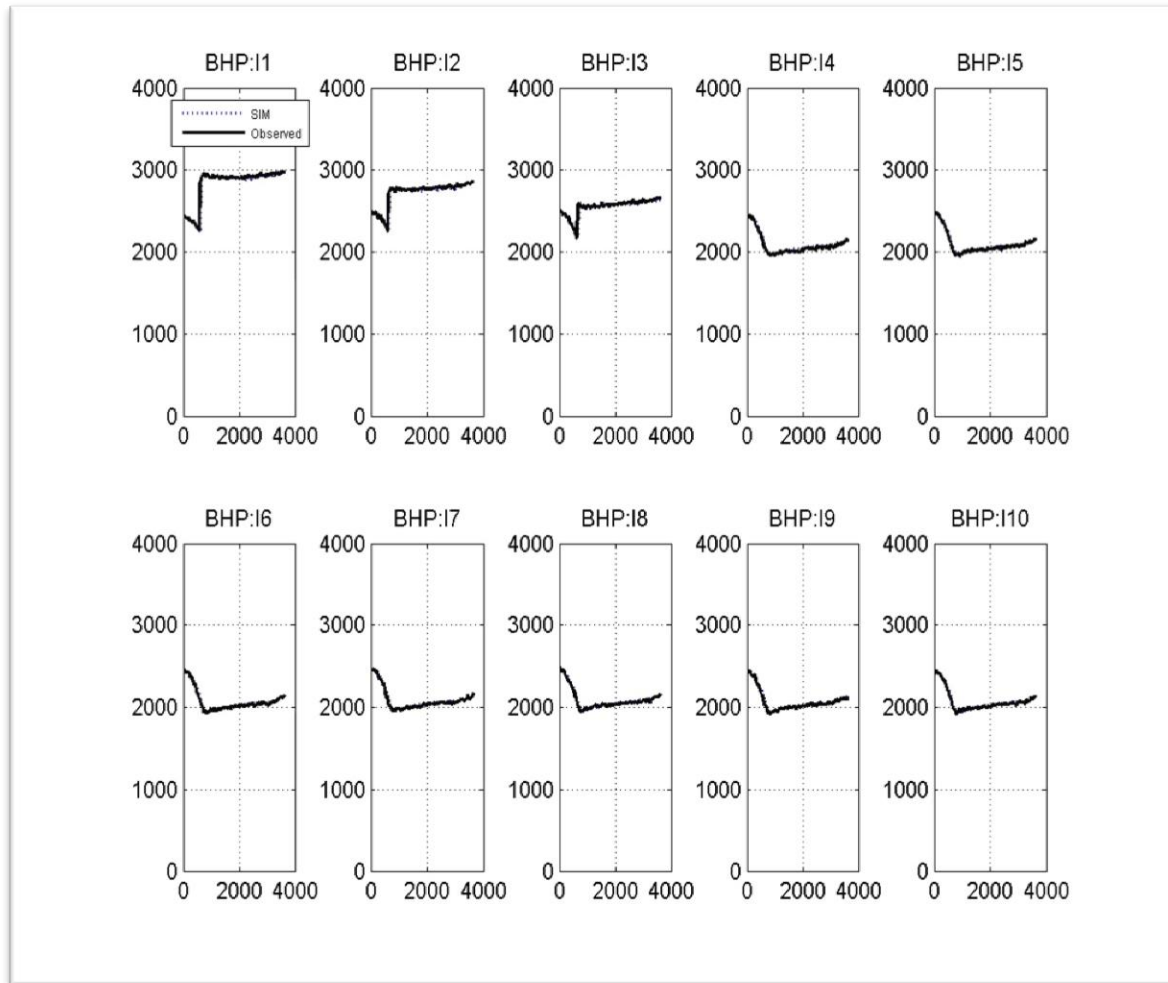 BHP:I1 BHP:I2 BHP:I3 BHP:I4 BHP:I5
4000 4000 4000 4000 4000
SIM
Observed
3000 3000 3000 3000 3000
2000 2000 2000 2000 2000
1000 1000 1000 1000 1000
0 0 0 0 0
0 2000 4000 0 2000 4000 0 2000 4000 0 2000 4000 0 2000 4000
BHP:I6 BHP:I7 BHP:I8 BHP:I9 BHP:I10
4000 4000 4000 4000 4000
3000 3000 3000 3000 3000
2000 2000 2000 2000 2000
1000 1000 1000 1000 1000
0 0 0 0 0
0 2000 4000 0 2000 4000 0 2000 4000 0 2000 4000 0 2000 4000